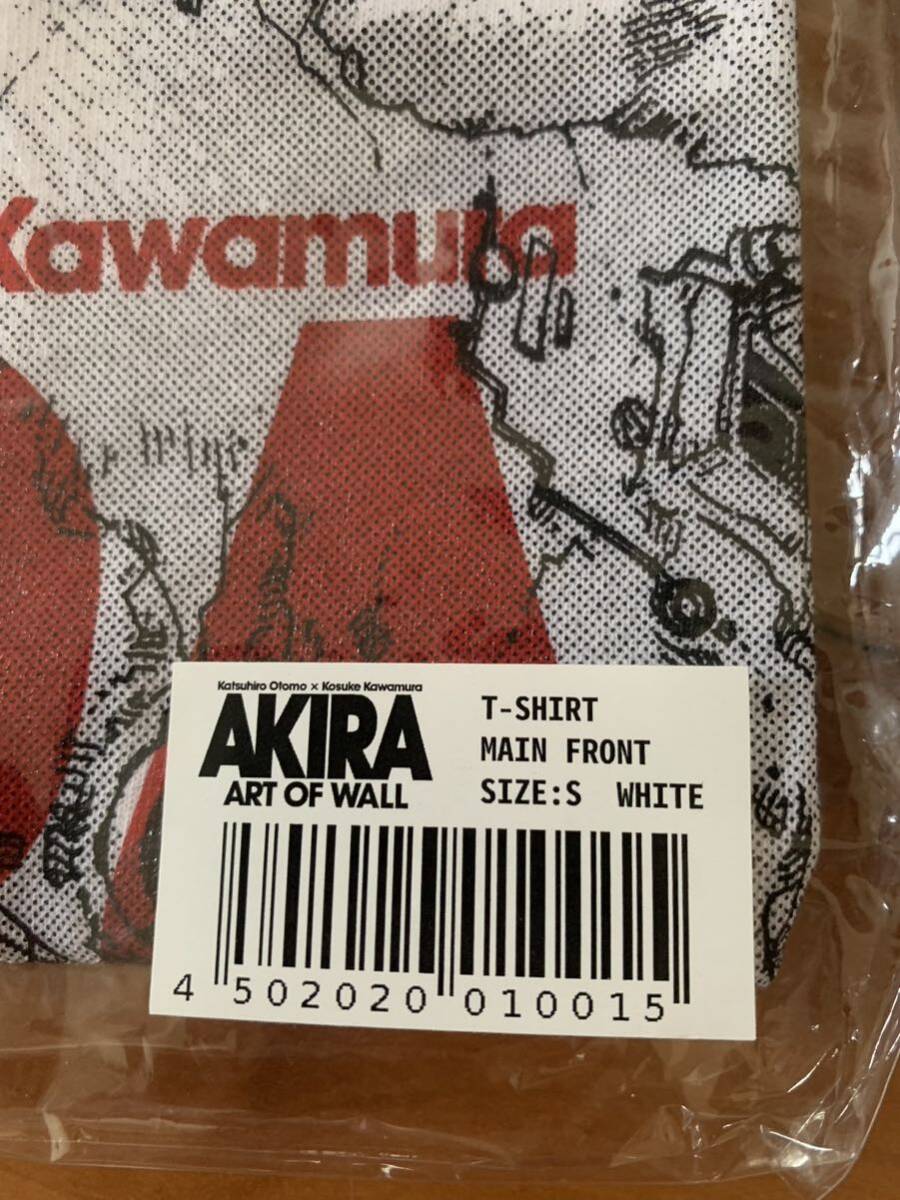 Kawamura
Katsuhiro Otomo × Kosuke Kawamura
AKIRA
ART OF WALL
T-SHIRT
MAIN FRONT
SIZE:S WHITE
4 502020 010015